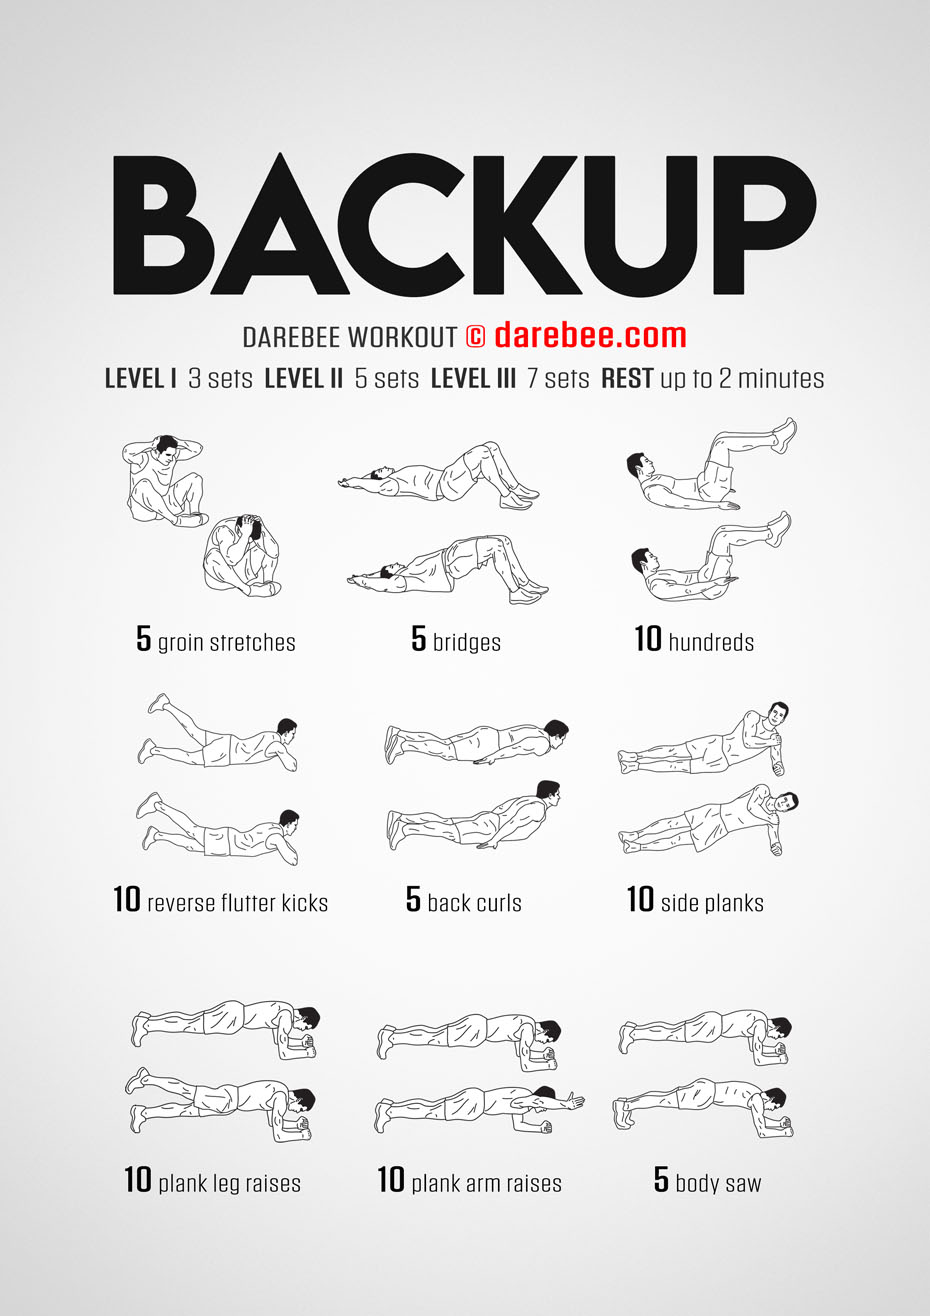 BACKUP
DAREBEE WORKOUT © darebee.com
LEVEL I 3 sets LEVEL II 5 sets LEVEL III 7 sets REST up to 2 minutes
5 groin stretches
5 bridges
10 hundreds
10 reverse flutter kicks
5 back curls
10 side planks
10 plank leg raises
10 plank arm raises
5 body saw